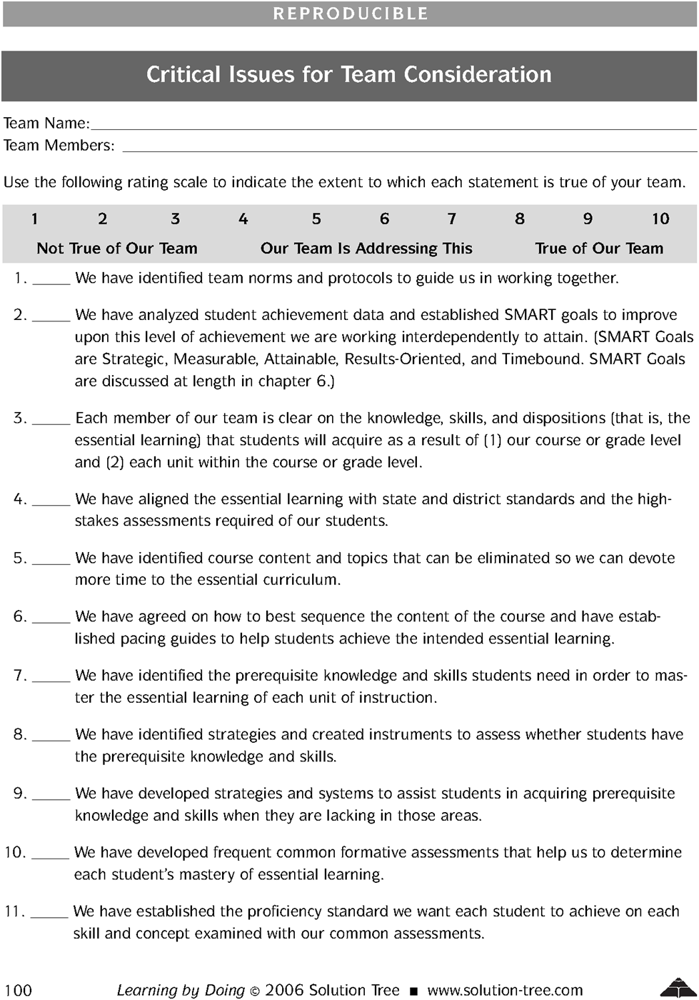 REPRODUCIBLE
Critical Issues for Team Consideration
Team Name:
Team Members:
Use the following rating scale to indicate the extent to which each statement is true of your team.
1 2 3 4 5 6 7 8 9 10
Not True of Our Team Our Team Is Addressing This True of Our Team
1. _____ We have identified team norms and protocols to guide us in working together.
2. _____ We have analyzed student achievement data and established SMART goals to improve
upon this level of achievement we are working interdependently to attain. (SMART Goals
are Strategic, Measurable, Attainable, Results-Oriented, and Timebound. SMART Goals
are discussed at length in chapter 6.)
3. _____ Each member of our team is clear on the knowledge, skills, and dispositions (that is, the
essential learning) that students will acquire as a result of (1) our course or grade level
and (2) each unit within the course or grade level.
4. _____ We have aligned the essential learning with state and district standards and the high-
stakes assessments required of our students.
5. _____ We have identified course content and topics that can be eliminated so we can devote
more time to the essential curriculum.
6. _____ We have agreed on how to best sequence the content of the course and have estab-
lished pacing guides to help students achieve the intended essential learning.
7. _____ We have identified the prerequisite knowledge and skills students need in order to mas-
ter the essential learning of each unit of instruction.
8. _____ We have identified strategies and created instruments to assess whether students have
the prerequisite knowledge and skills.
9. _____ We have developed strategies and systems to assist students in acquiring prerequisite
knowledge and skills when they are lacking in those areas.
10. _____ We have developed frequent common formative assessments that help us to determine
each student’s mastery of essential learning.
11. _____ We have established the proficiency standard we want each student to achieve on each
skill and concept examined with our common assessments.
100 Learning by Doing © 2006 Solution Tree ■ www.solution-tree.com